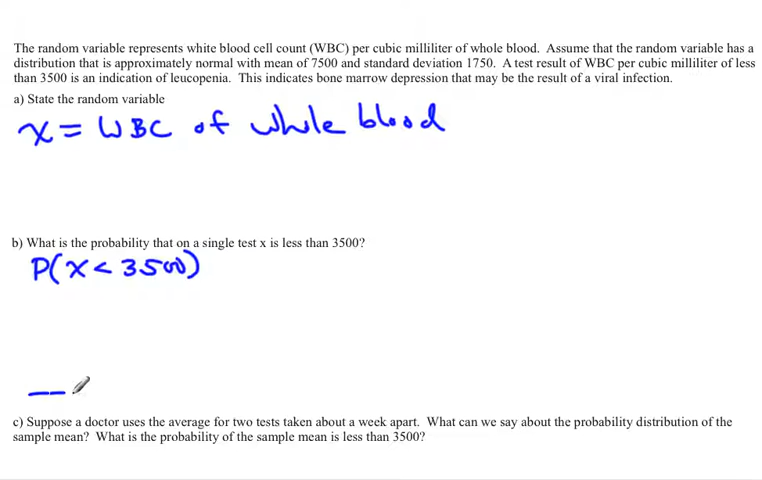 The random variable represents white blood cell count (WBC) per cubic milliliter of whole blood. Assume that the random variable has a
distribution that is approximately normal with mean of 7500 and standard deviation 1750. A test result of WBC per cubic milliliter of less
than 3500 is an indication of leucopenia. This indicates bone marrow depression that may be the result of a viral infection.
a) State the random variable
x = WBC of whole blood
b) What is the probability that on a single test x is less than 3500?
P(x < 3500)
c) Suppose a doctor uses the average for two tests taken about a week apart. What can we say about the probability distribution of the
sample mean? What is the probability of the sample mean is less than 3500?